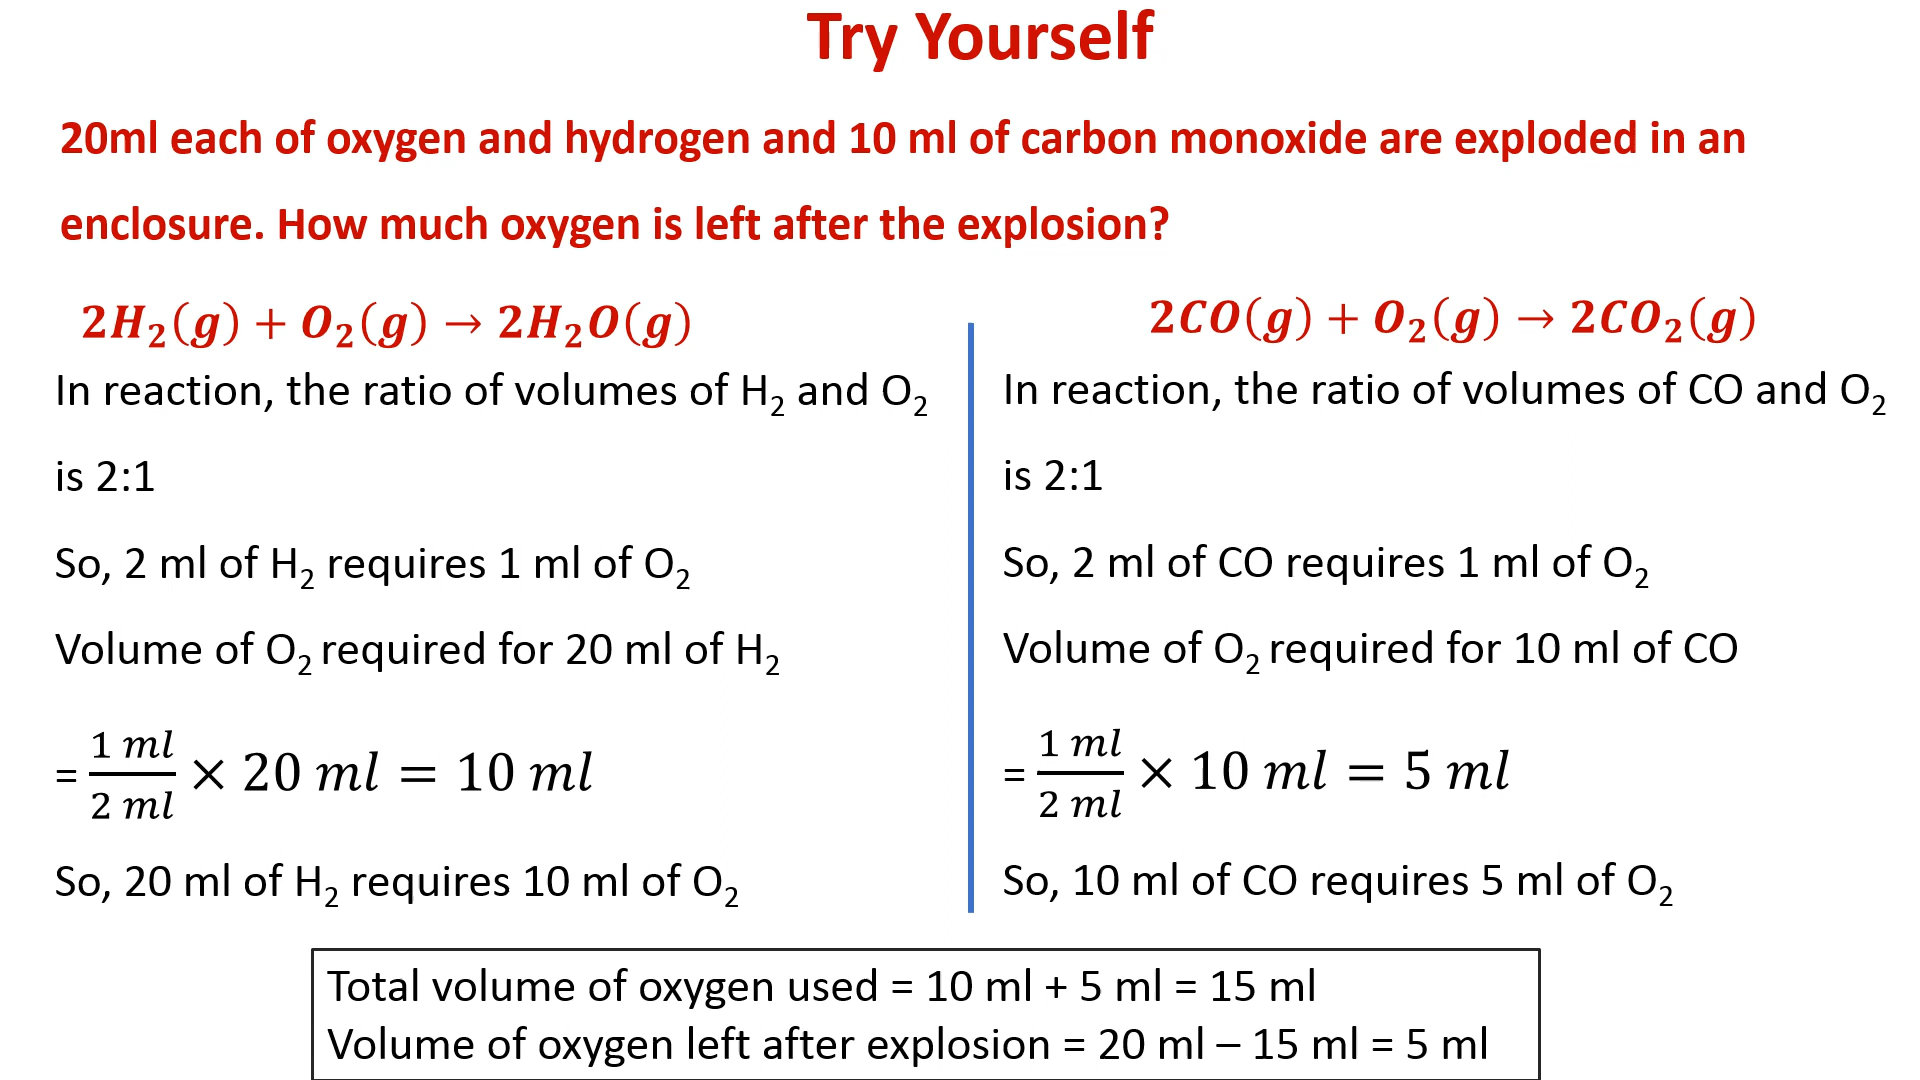 Try Yourself
20ml each of oxygen and hydrogen and 10 ml of carbon monoxide are exploded in an
enclosure. How much oxygen is left after the explosion?
2H₂(g) + O₂(g) → 2H₂O(g)
In reaction, the ratio of volumes of H₂ and O₂
is 2:1
So, 2 ml of H₂ requires 1 ml of O₂
Volume of O₂ required for 20 ml of H₂
= 1 ml / 2 ml × 20 ml = 10 ml
So, 20 ml of H₂ requires 10 ml of O₂
2CO(g) + O₂(g) → 2CO₂(g)
In reaction, the ratio of volumes of CO and O₂
is 2:1
So, 2 ml of CO requires 1 ml of O₂
Volume of O₂ required for 10 ml of CO
= 1 ml / 2 ml × 10 ml = 5 ml
So, 10 ml of CO requires 5 ml of O₂
Total volume of oxygen used = 10 ml + 5 ml = 15 ml
Volume of oxygen left after explosion = 20 ml – 15 ml = 5 ml